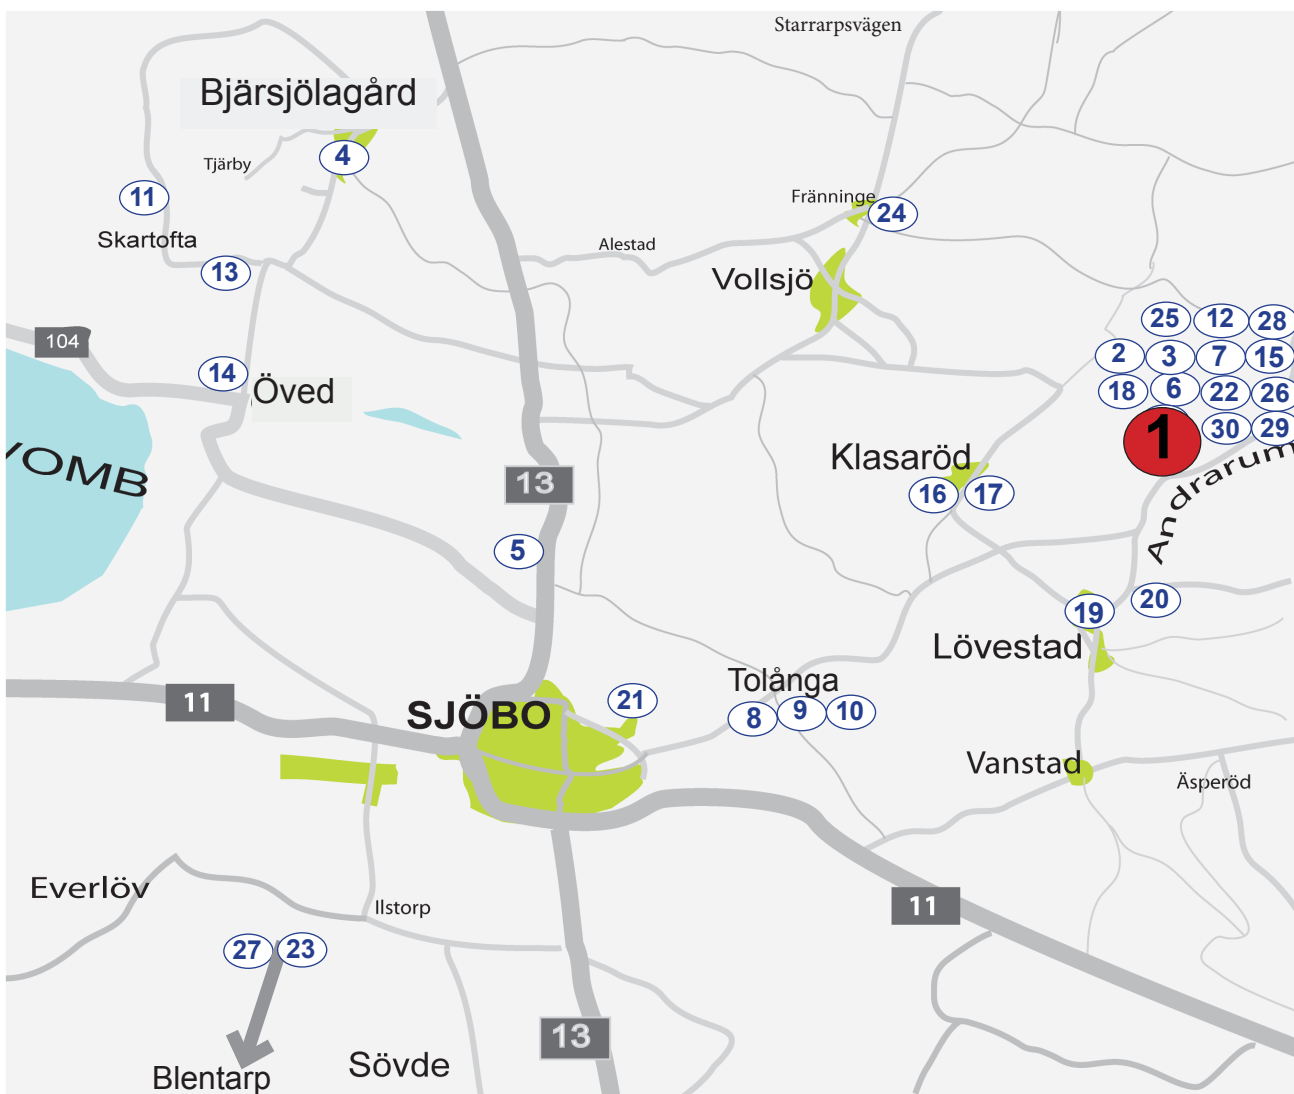 Starrarpsvägen
Bjärsjölagård
Tjärby
4
11
Skartofta
13
Fränninge
24
Alestad
Vollsjö
104
14
Öved
VOMB
25 12 28
2 3 7 15
18 6 22 26
1 30 29
Andrarum
Klasaröd
16 17
13
5
19
20
Lövestad
Tolånga
8 9 10
21
SJÖBO
11
Vanstad
Äsperöd
Everlöv
Ilstorp
11
27 23
13
Sövde
Blentarp